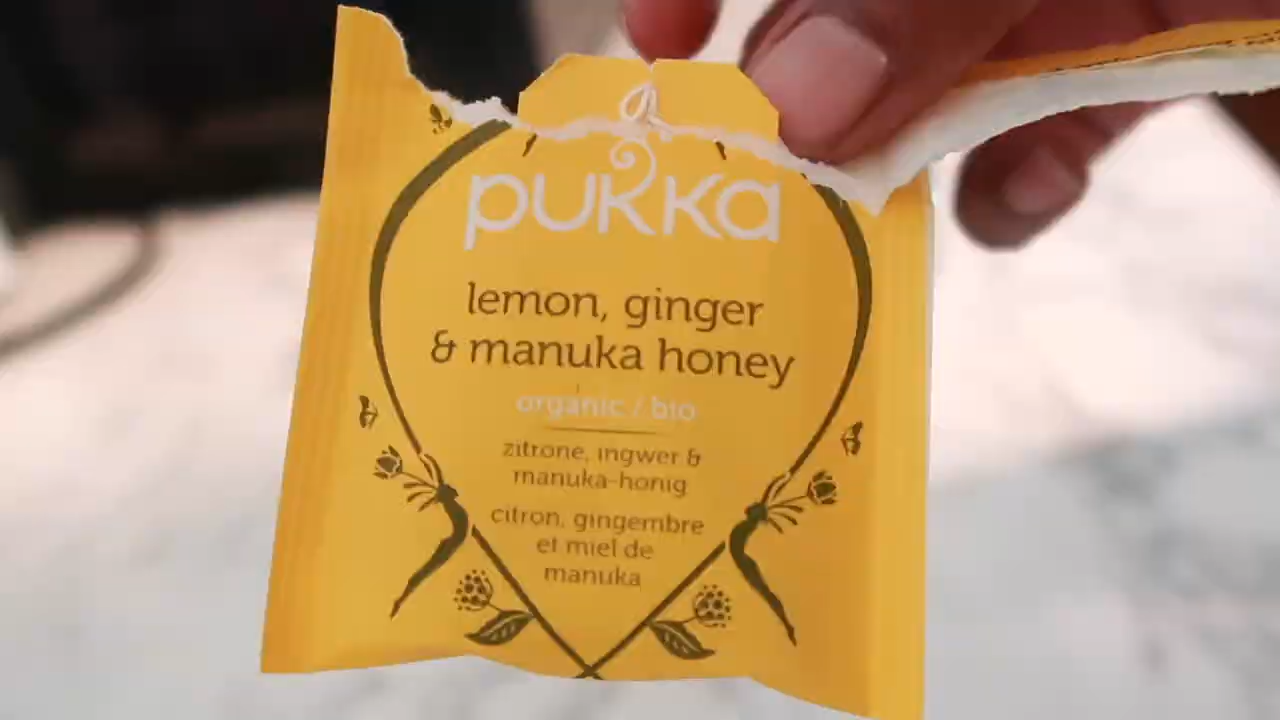 pukka
lemon, ginger
& manuka honey
organic / bio
zitrone, ingwer &
manuka-honig
citron, gingembre
et miel de
manuka